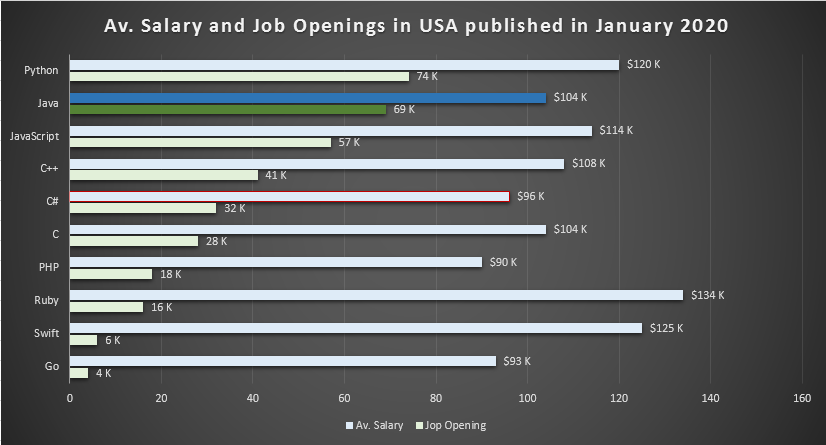 Av. Salary and Job Openings in USA published in January 2020
Python
$120 K
74 K
Java
$104 K
69 K
JavaScript
$114 K
57 K
C++
$108 K
41 K
C#
$96 K
32 K
C
$104 K
28 K
PHP
$90 K
18 K
Ruby
$134 K
16 K
Swift
$125 K
6 K
Go
$93 K
4 K
0 20 40 60 80 100 120 140 160
Av. Salary Jop Opening